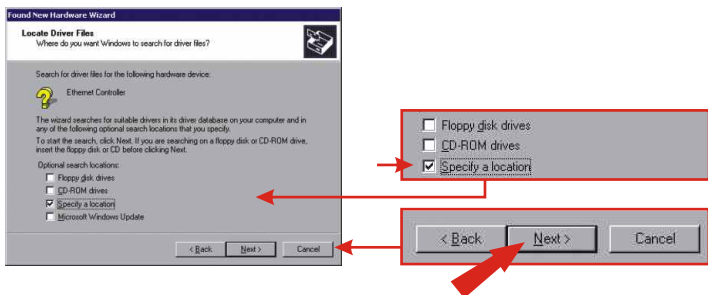 Found New Hardware Wizard
Locate Driver Files
Where do you want Windows to search for driver files?
Search for driver files for the following hardware device:
Ethernet Controller
The wizard searches for suitable drivers in its driver database on your computer and in
any of the following optional search locations that you specify.
To start the search, click Next. If you are searching on a floppy disk or CD-ROM drive,
insert the floppy disk or CD before clicking Next.
Optional search locations:
Floppy disk drives
CD-ROM drives
Specify a location
Microsoft Windows Update
< Back Next > Cancel
Floppy disk drives
CD-ROM drives
Specify a location
< Back Next > Cancel